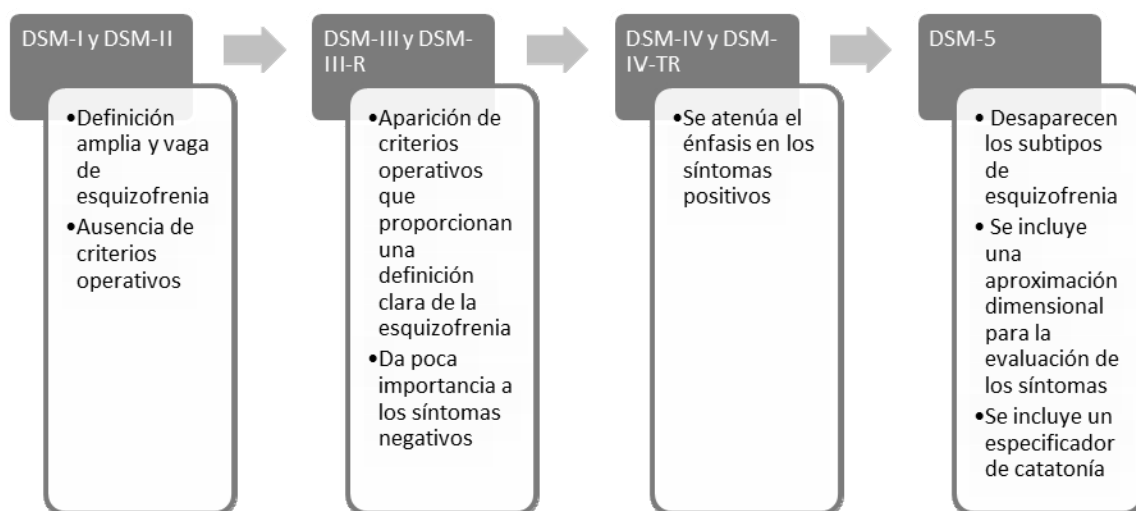 DSM-I y DSM-II
•Definición
amplia y vaga
de
esquizofrenia
•Ausencia de
criterios
operativos
DSM-III y DSM-
III-R
•Aparición de
criterios
operativos
que
proporcionan
una
definición
clara de la
esquizofrenia
•Da poca
importancia a
los síntomas
negativos
DSM-IV y DSM-
IV-TR
•Se atenúa el
énfasis en los
síntomas
positivos
DSM-5
• Desaparecen
los subtipos
de
esquizofrenia
• Se incluye
una
aproximación
dimensional
para la
evaluación de
los síntomas
•Se incluye un
especificador
de catatonía